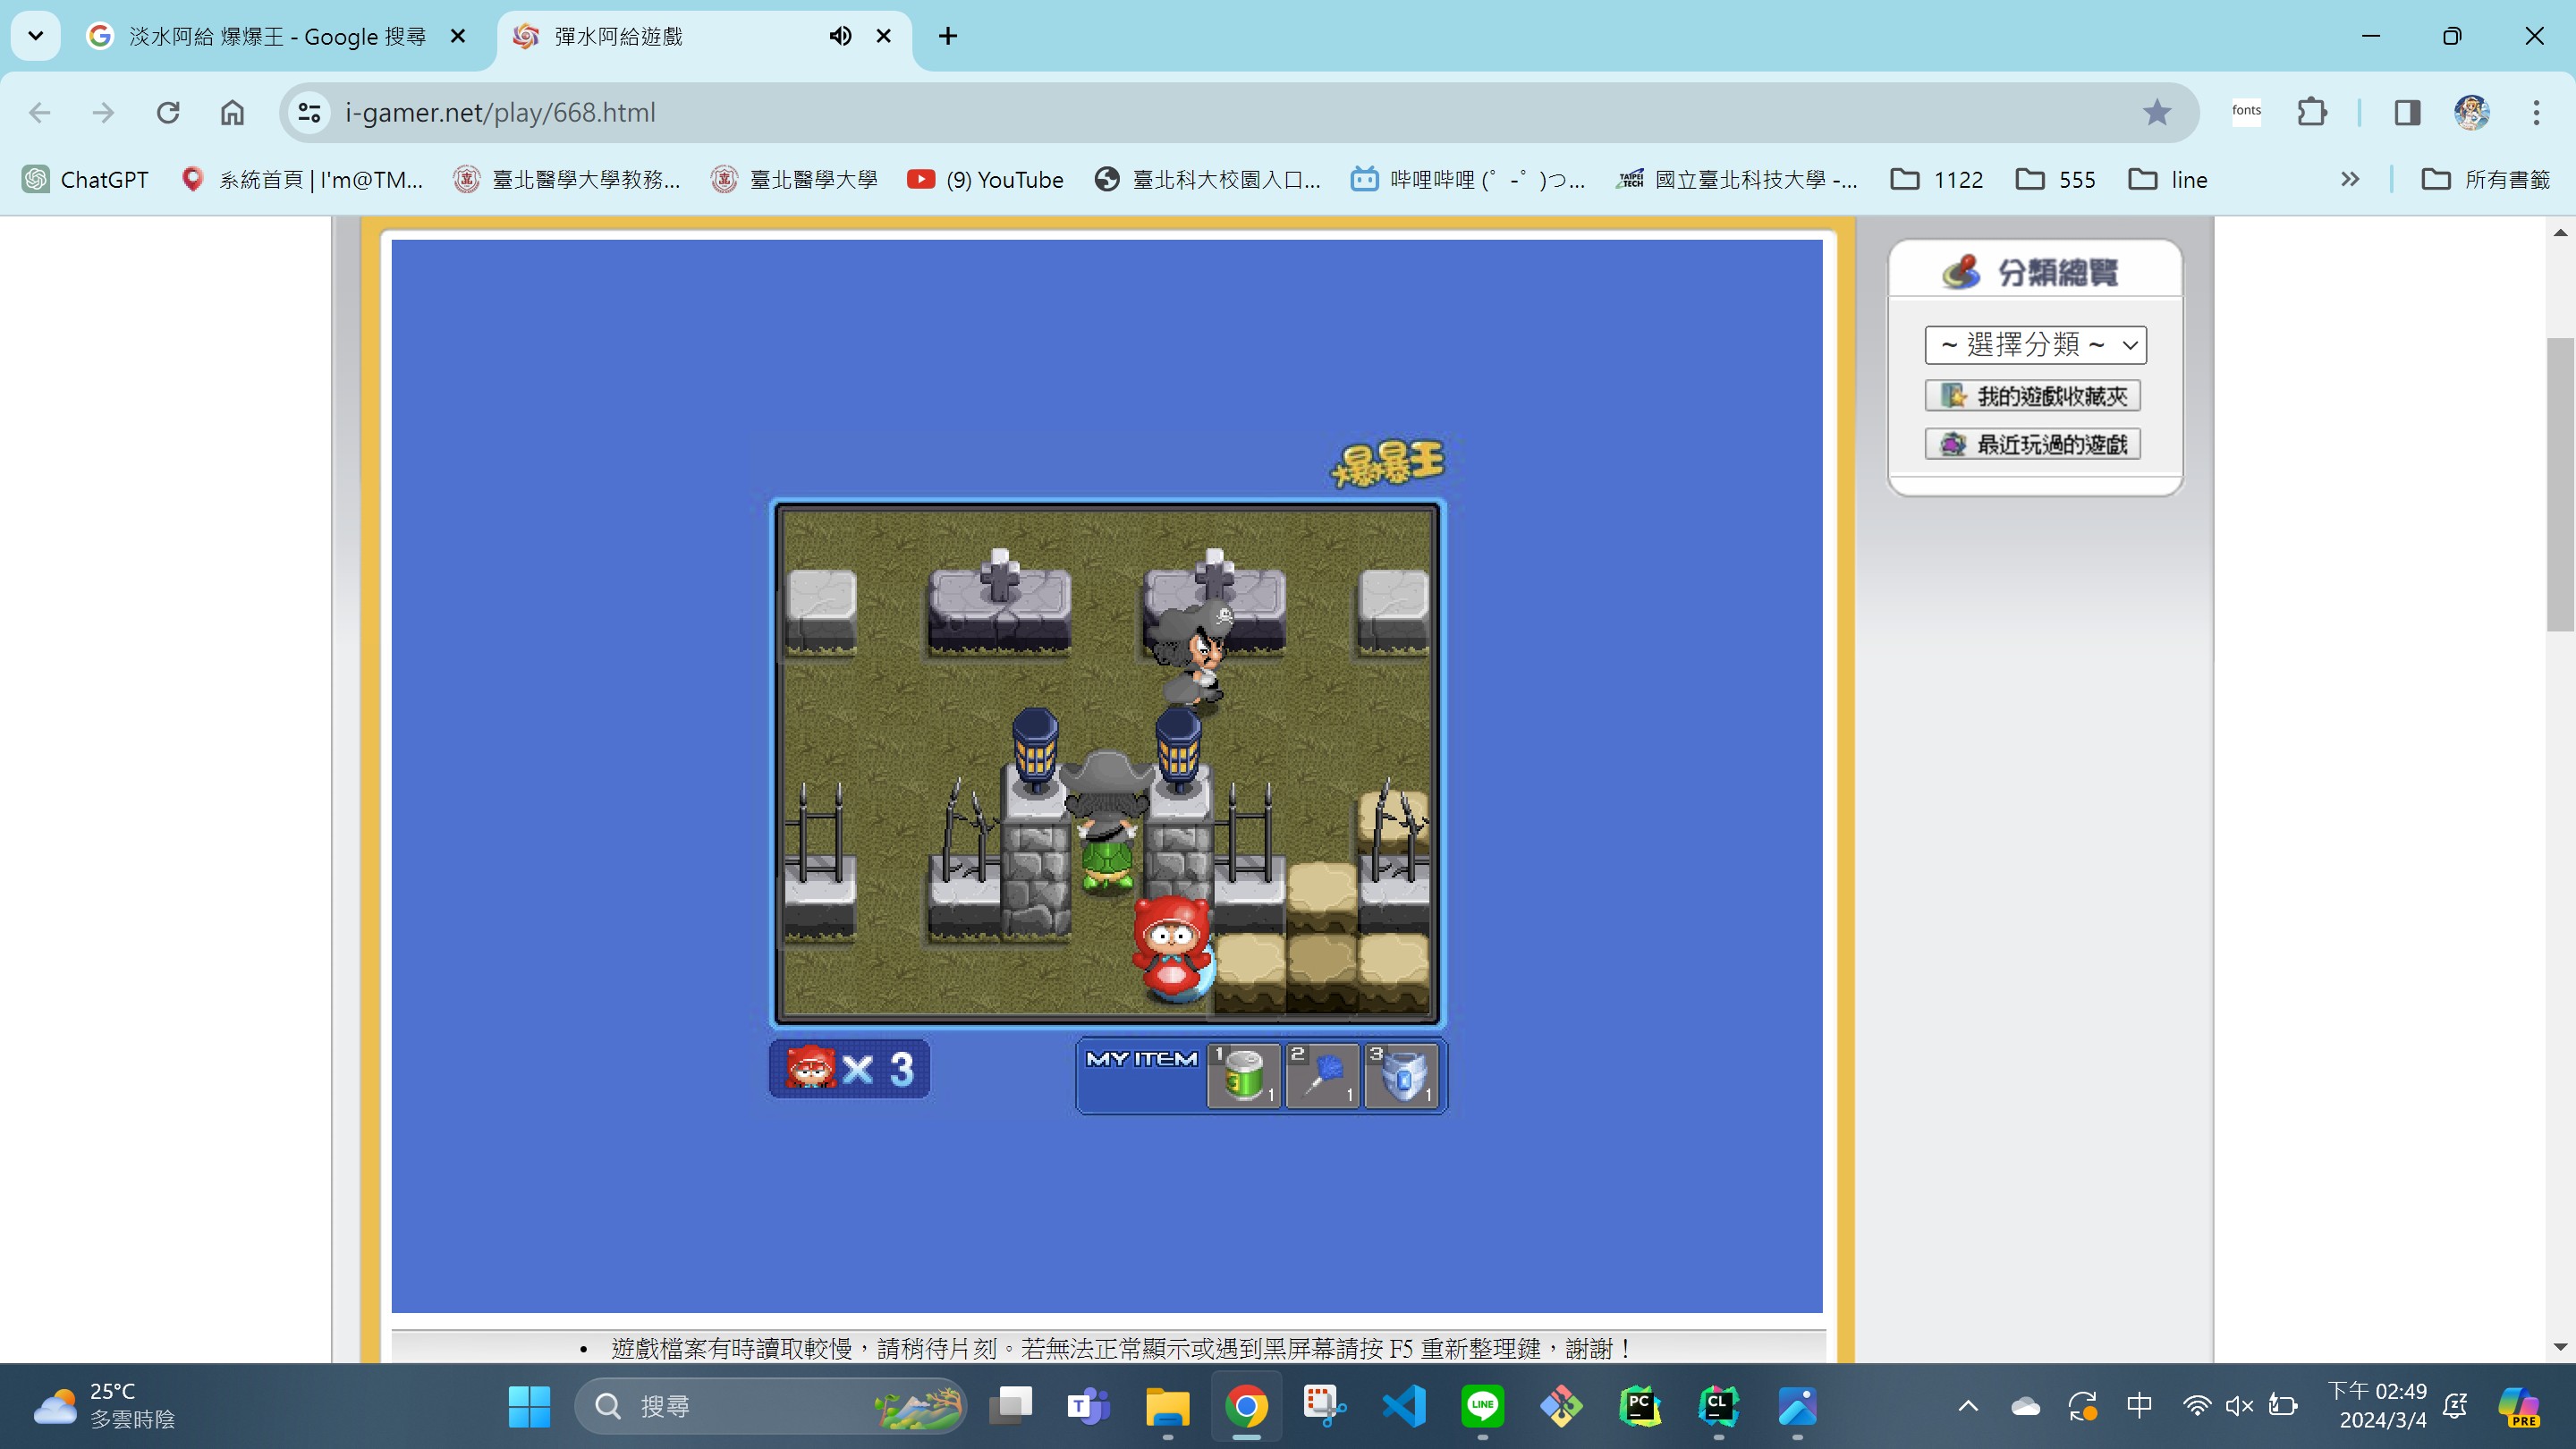 淡水阿給 爆爆王 - Google 搜尋
彈水阿給遊戲
i-gamer.net/play/668.html
fonts
ChatGPT
系統首頁 | I'm@TM...
臺北醫學大學教務...
臺北醫學大學
(9) YouTube
臺北科大校園入口...
哔哩哔哩 (゜-゜)つ...
TAIPEI TECH
國立臺北科技大學 -...
1122
555
line
所有書籤
分類總覽
~ 選擇分類 ~
我的遊戲收藏夾
最近玩過的遊戲
爆爆王
X 3
MY ITEM
1 1
2 1
3 1
遊戲檔案有時讀取較慢，請稍待片刻。若無法正常顯示或遇到黑屏幕請按 F5 重新整理鍵，謝謝！
25°C
多雲時陰
搜尋
T
LINE
PC
CL
中
下午 02:49
2024/3/4
PRE